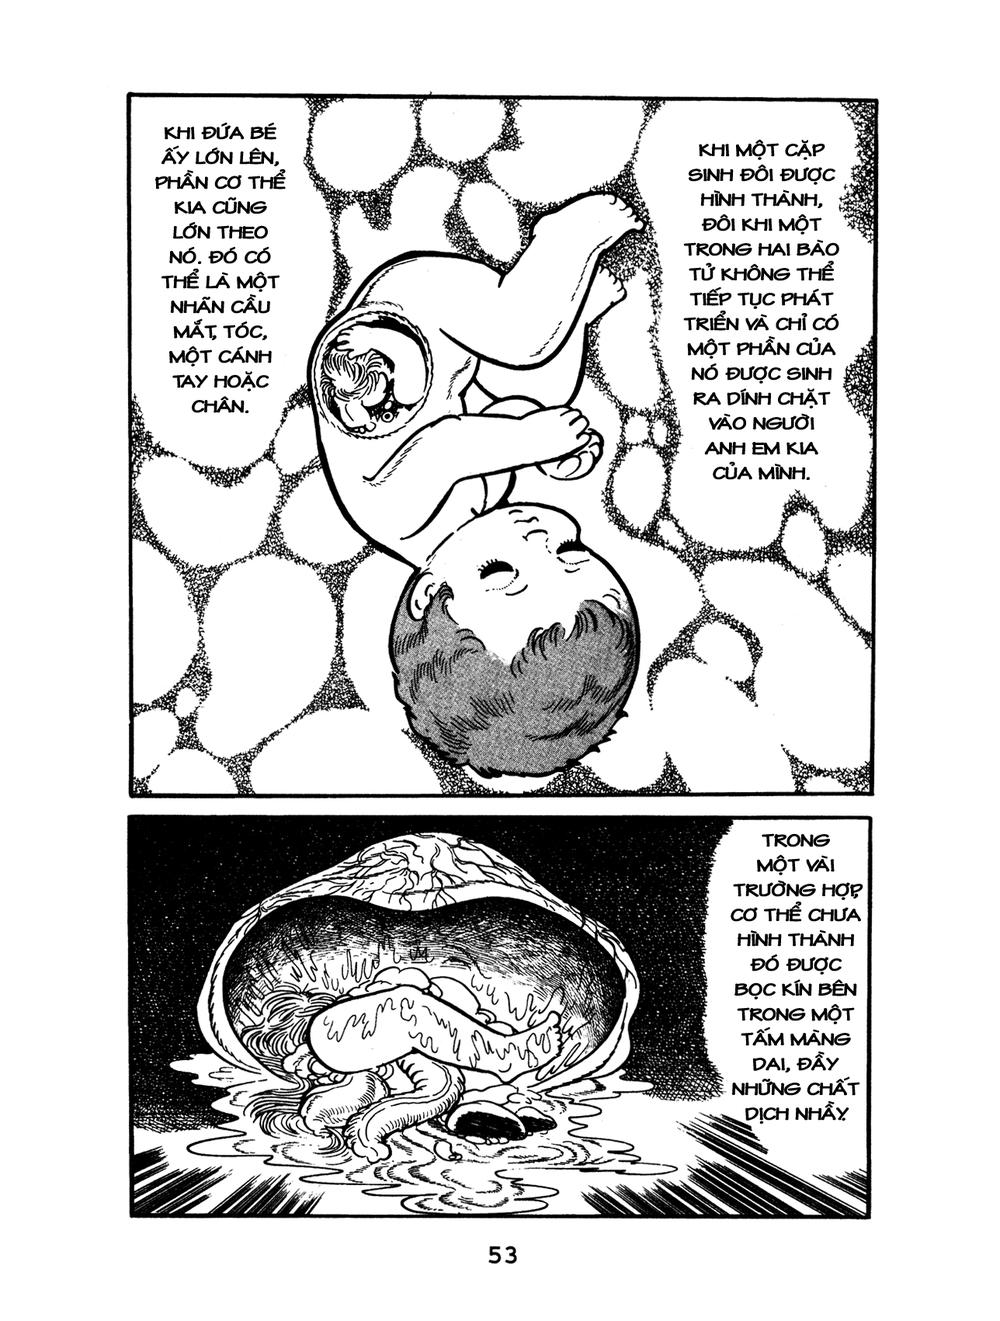 KHI MỘT CẶP
SINH ĐÔI ĐƯỢC
HÌNH THÀNH,
ĐÔI KHI MỘT
TRONG HAI BÀO
TỬ KHÔNG THỂ
TIẾP TỤC PHÁT
TRIỂN VÀ CHỈ CÓ
MỘT PHẦN CỦA
NÓ ĐƯỢC SINH
RA DÍNH CHẶT
VÀO NGƯỜI
ANH EM KIA
CỦA MÌNH.
KHI ĐỨA BÉ
ẤY LỚN LÊN,
PHẦN CƠ THỂ
KIA CŨNG
LỚN THEO
NÓ. ĐÓ CÓ
THỂ LÀ MỘT
NHÃN CẦU
MẮT, TÓC,
MỘT CÁNH
TAY HOẶC
CHÂN.
TRONG
MỘT VÀI
TRƯỜNG HỢP,
CƠ THỂ CHƯA
HÌNH THÀNH
ĐÓ ĐƯỢC
BỌC KÍN BÊN
TRONG MỘT
TẤM MÀNG
DAI, ĐẦY
NHỮNG CHẤT
DỊCH NHẦY.
53